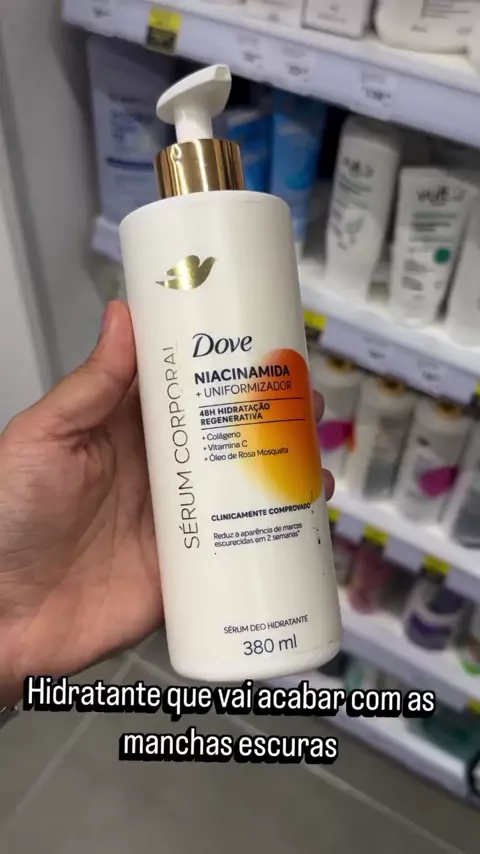 Dove
NIACINAMIDA
+ UNIFORMIZADOR
48H HIDRATAÇÃO
REGENERATIVA
+ Colágeno
+ Vitamina C
+ Óleo de Rosa Mosqueta
SÉRUM CORPORAL
CLINICAMENTE COMPROVADO
Reduz a aparência de marcas
escurecidas em 2 semanas*
SÉRUM DEO HIDRATANTE
380 ml
Hidratante que vai acabar com as
manchas escuras